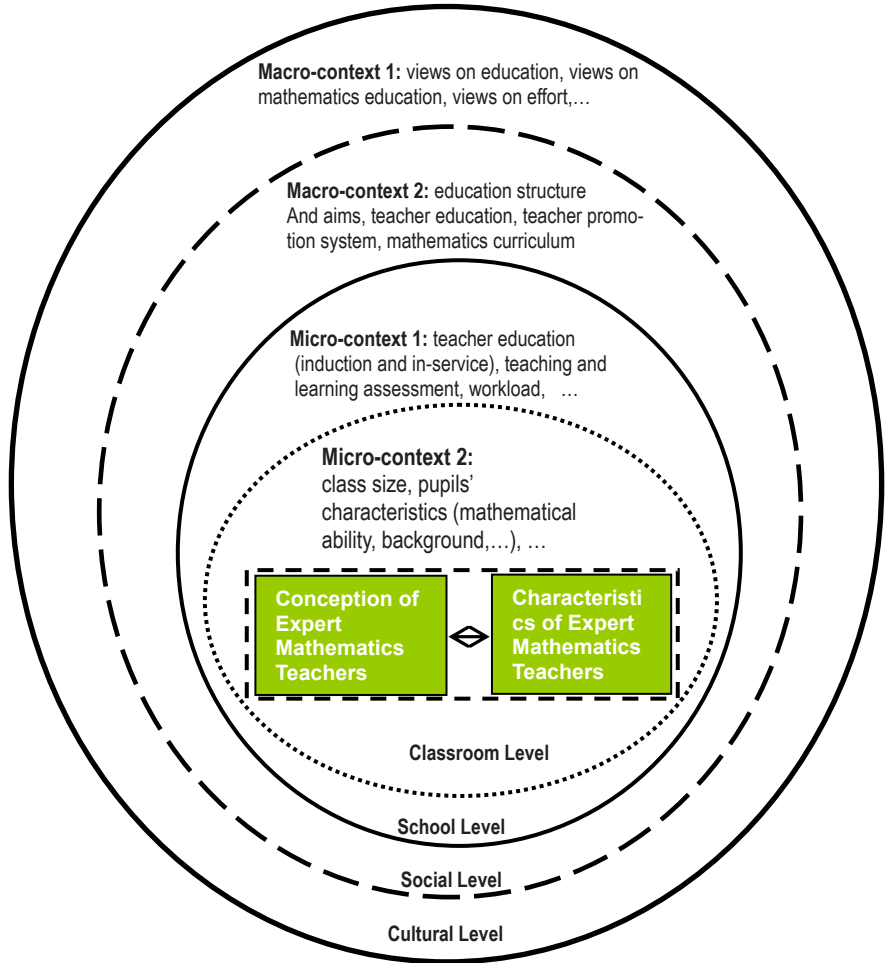 Macro-context 1: views on education, views on
mathematics education, views on effort,…
Macro-context 2: education structure
And aims, teacher education, teacher promo-
tion system, mathematics curriculum
Micro-context 1: teacher education
(induction and in-service), teaching and
learning assessment, workload, …
Micro-context 2:
class size, pupils’
characteristics (mathematical
ability, background,…), …
Conception of
Expert
Mathematics
Teachers
Characteristi
cs of Expert
Mathematics
Teachers
Classroom Level
School Level
Social Level
Cultural Level